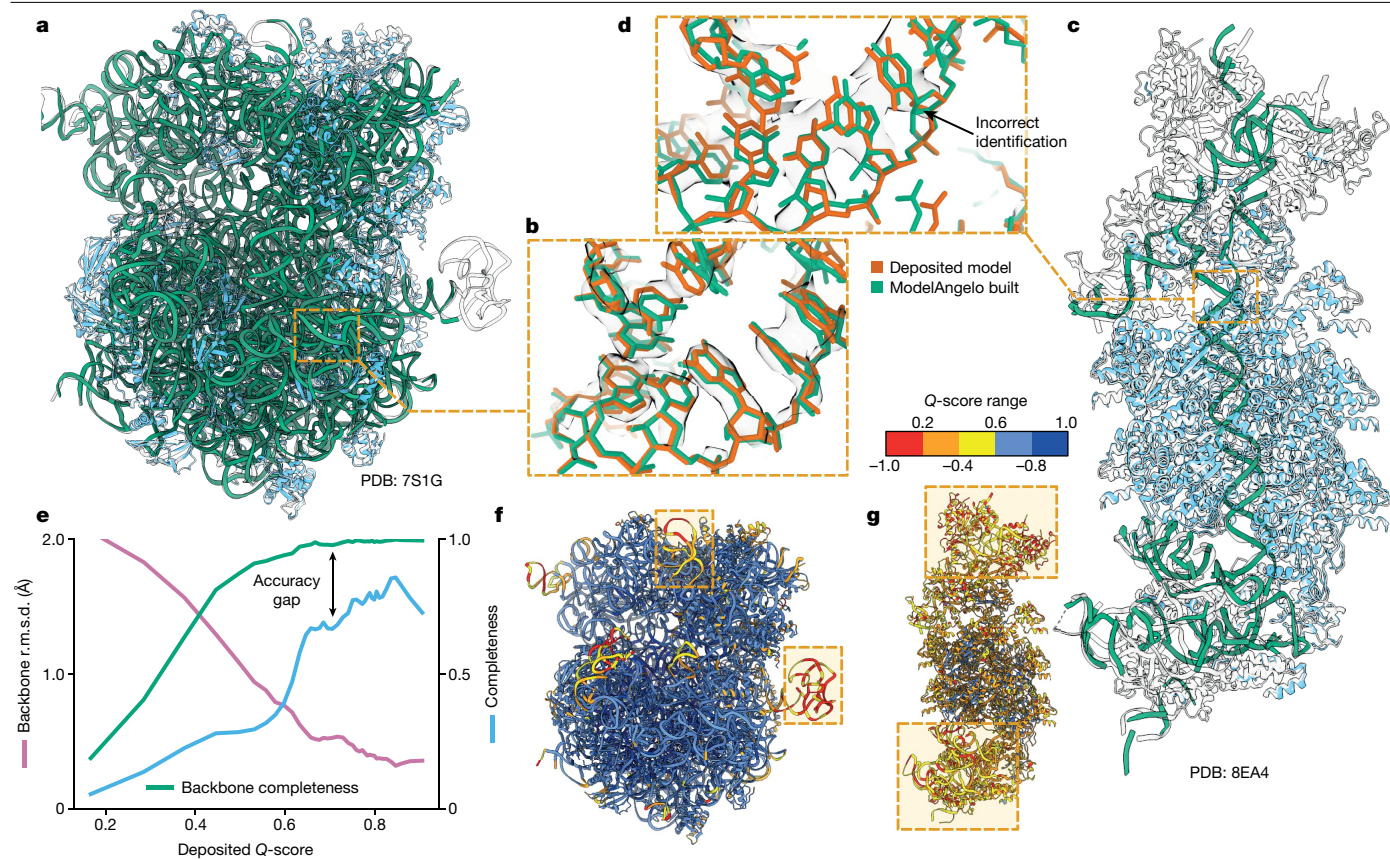 a
d
c
Incorrect
identification
b
Deposited model
ModelAngelo built
Q-score range
0.2 0.6 1.0
–1.0 –0.4 –0.8
PDB: 7S1G
e
f
g
2.0
1.0
0
Backbone r.m.s.d. (Å)
Accuracy
gap
Backbone completeness
1.0
0.5
0
Completeness
0.2 0.4 0.6 0.8
Deposited Q-score
PDB: 8EA4